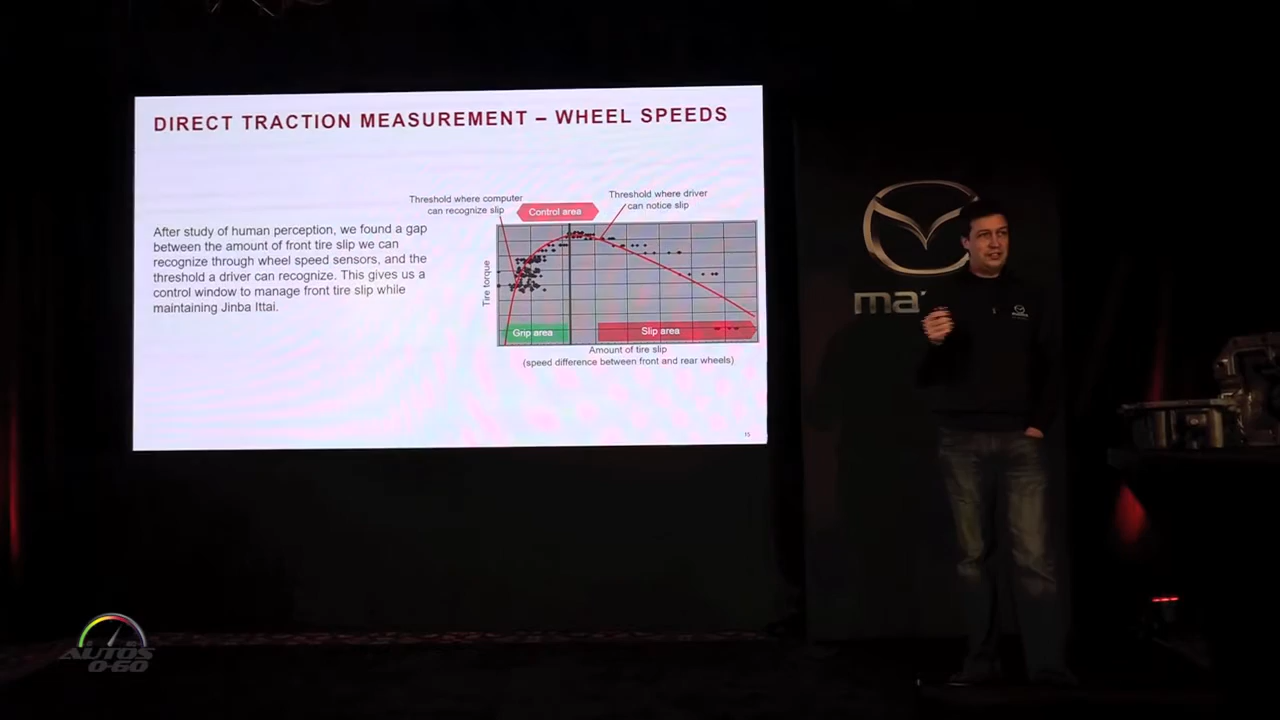 DIRECT TRACTION MEASUREMENT – WHEEL SPEEDS
After study of human perception, we found a gap
between the amount of front tire slip we can
recognize through wheel speed sensors, and the
threshold a driver can recognize. This gives us a
control window to manage front tire slip while
maintaining Jinba Ittai.
Threshold where computer
can recognize slip
Control area
Threshold where driver
can notice slip
Tire torque
Grip area
Slip area
Amount of tire slip
(speed difference between front and rear wheels)
15
ma
AUTOS
0-60